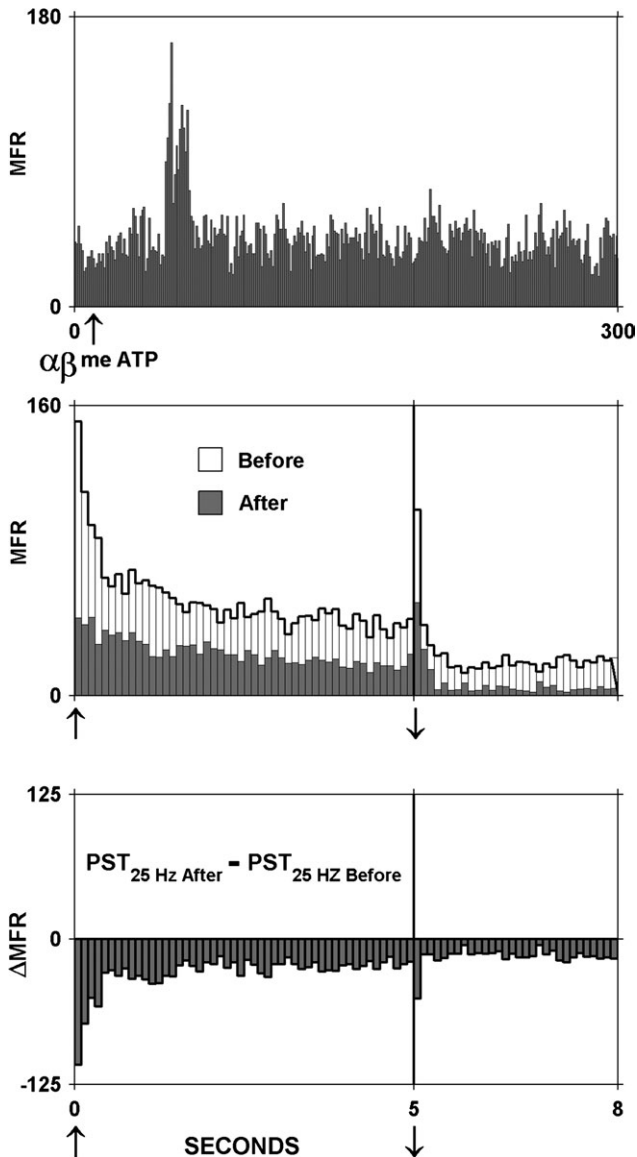 180
MFR
0
0 300
↑
αβ me ATP
160
Before
After
MFR
0
↑ ↓
125
PST25 Hz After - PST25 HZ Before
0
ΔMFR
-125
0 5 8
↑ SECONDS ↓